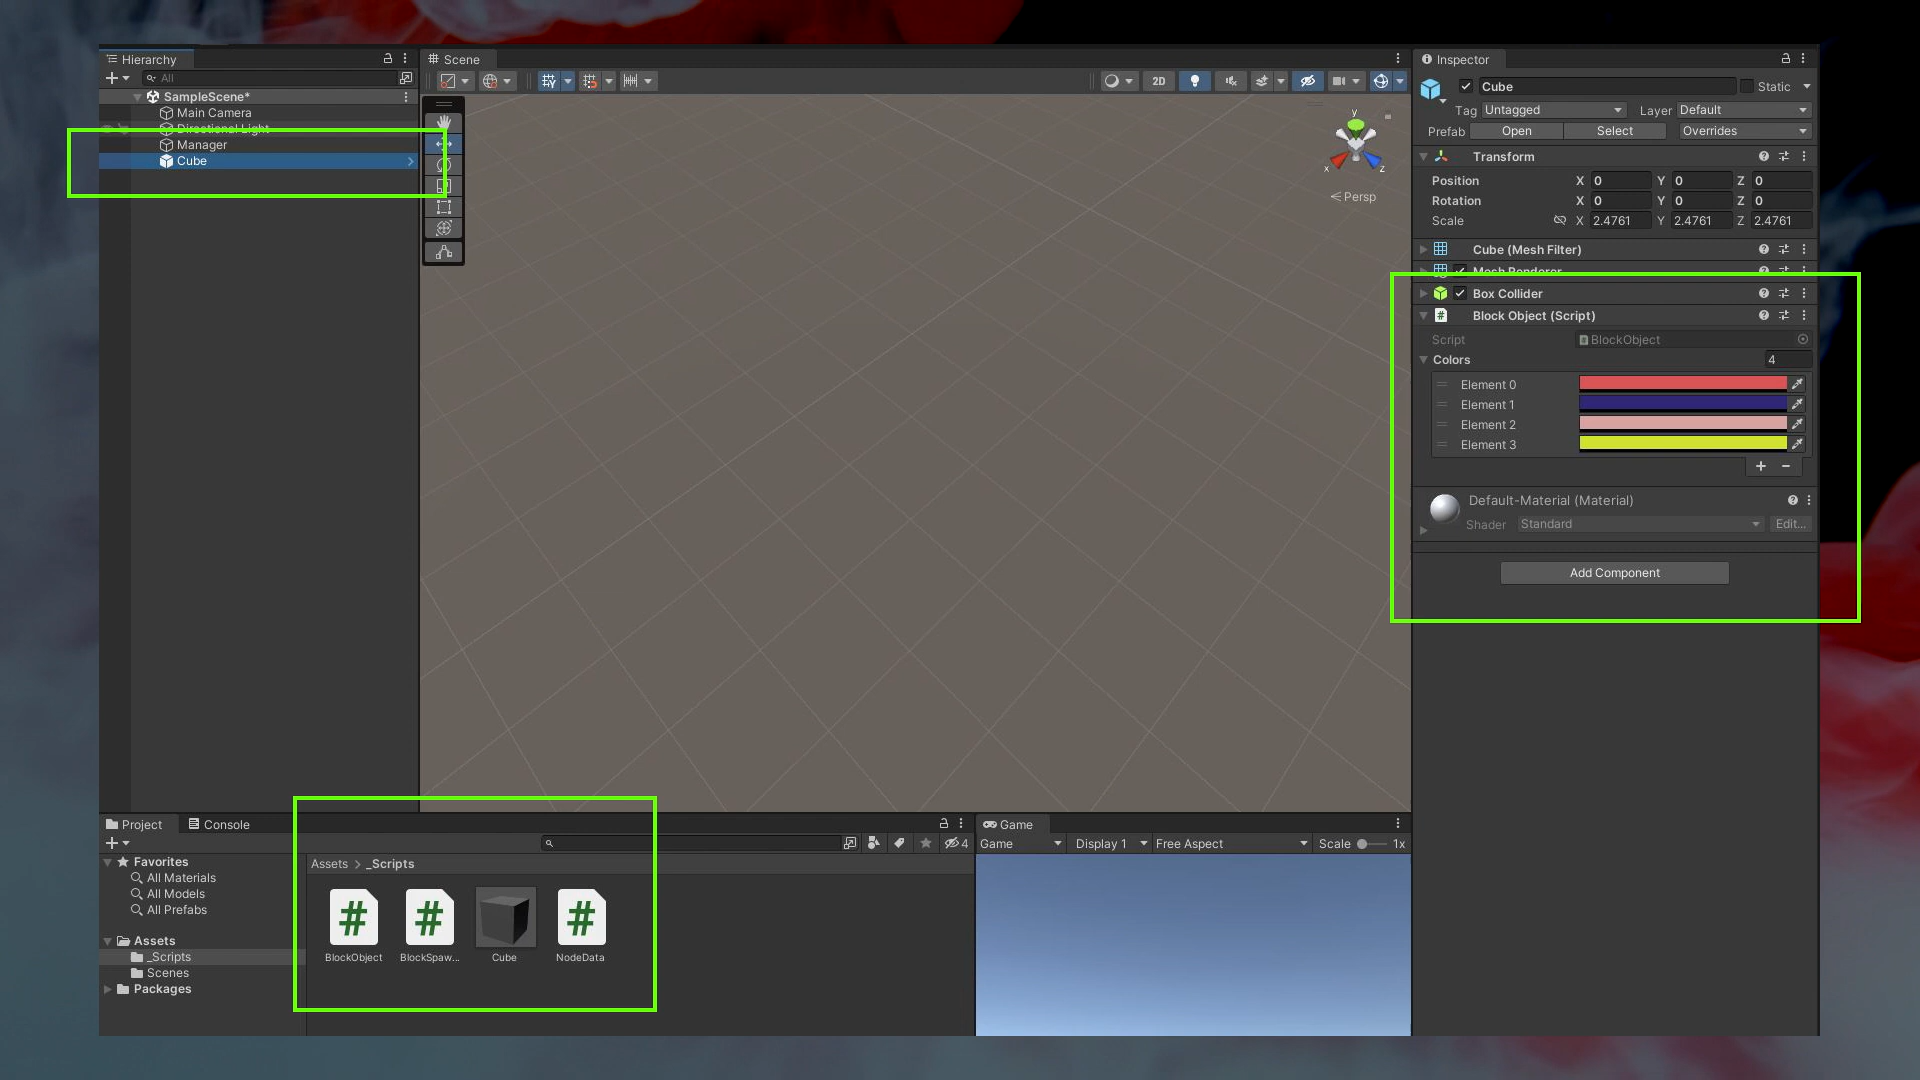 Hierarchy
All
SampleScene*
Main Camera
Directional Light
Manager
Cube
Scene
2D
y
x
z
Persp
Inspector
Cube
Static
Tag Untagged Layer Default
Prefab Open Select Overrides
Transform
Position X 0 Y 0 Z 0
Rotation X 0 Y 0 Z 0
Scale X 2.4761 Y 2.4761 Z 2.4761
Cube (Mesh Filter)
Mesh Renderer
Box Collider
# Block Object (Script)
Script BlockObject
Colors 4
Element 0
Element 1
Element 2
Element 3
Default-Material (Material)
Shader Standard Edit...
Add Component
Project Console
4
Favorites
All Materials
All Models
All Prefabs
Assets
_Scripts
Scenes
Packages
Assets > _Scripts
# # #
BlockObject BlockSpaw... Cube NodeData
Game
Game Display 1 Free Aspect Scale 1x